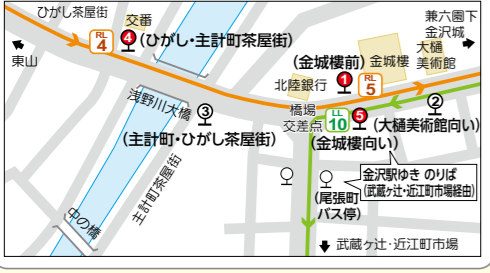 ひがし茶屋街
交番
兼六園下
金沢城
RL
4
4
(ひがし・主計町茶屋街)
東山
大樋
美術館
金城楼
(金城楼前)
北陸銀行
1
RL
5
浅野川大橋
3
橋場
交差点
LL
10
5
2
(大樋美術館向い)
(主計町・ひがし茶屋街)
(金城楼向い)
主計町茶屋街
金沢駅ゆき のりば
(武蔵ヶ辻・近江町市場経由)
(尾張町
バス停)
中の橋
武蔵ヶ辻・近江町市場